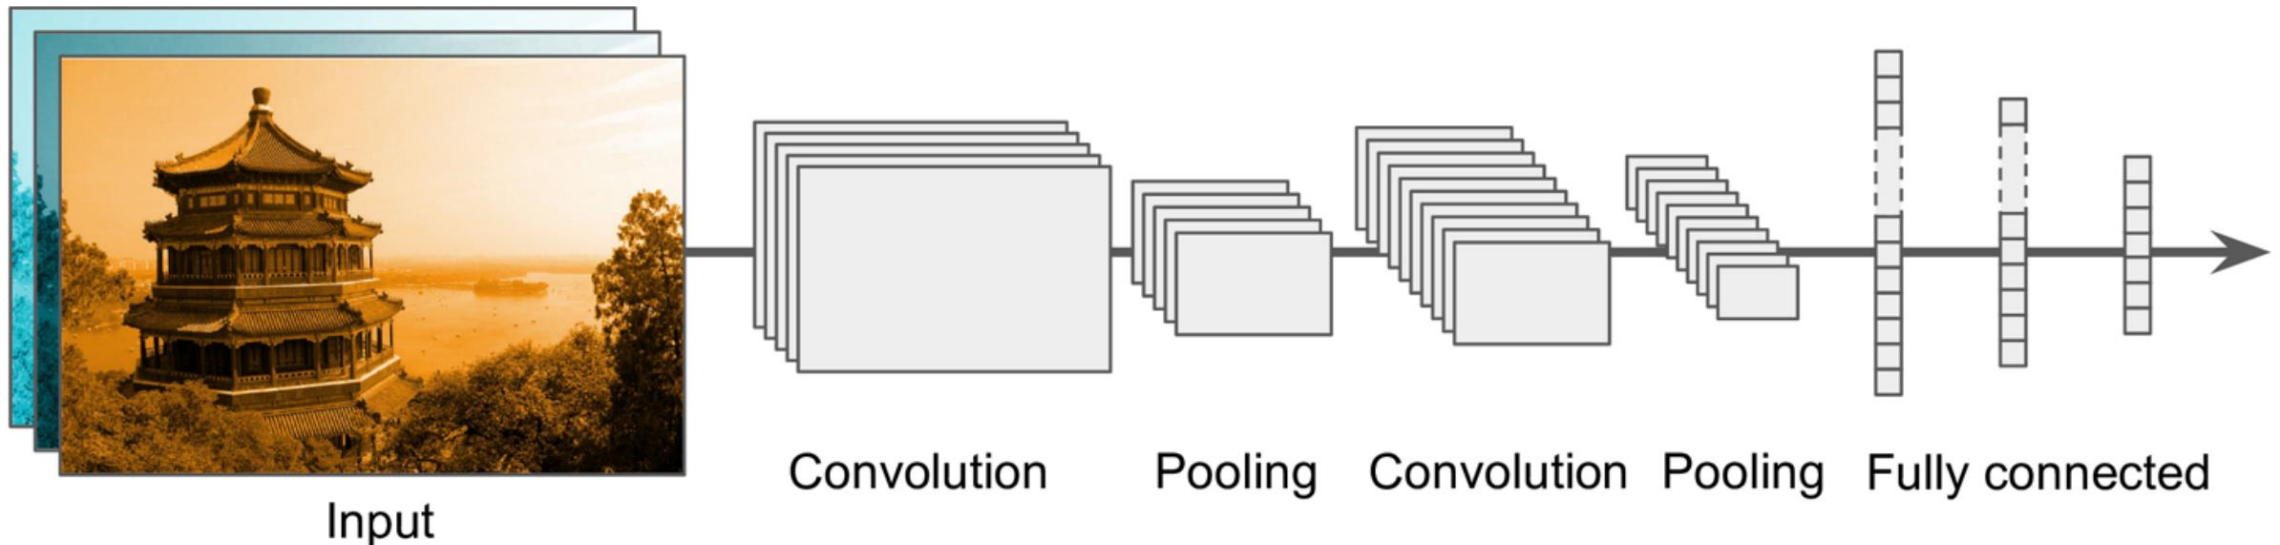 Input
Convolution
Pooling
Convolution
Pooling
Fully connected